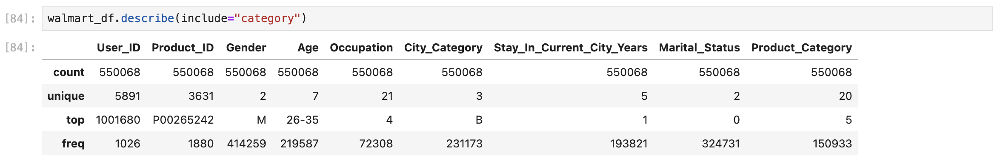 [84]: walmart_df.describe(include="category")
[84]: User_ID Product_ID Gender Age Occupation City_Category Stay_In_Current_City_Years Marital_Status Product_Category
count 550068 550068 550068 550068 550068 550068 550068 550068 550068
unique 5891 3631 2 7 21 3 5 2 20
top 1001680 P00265242 M 26-35 4 B 1 0 5
freq 1026 1880 414259 219587 72308 231173 193821 324731 150933